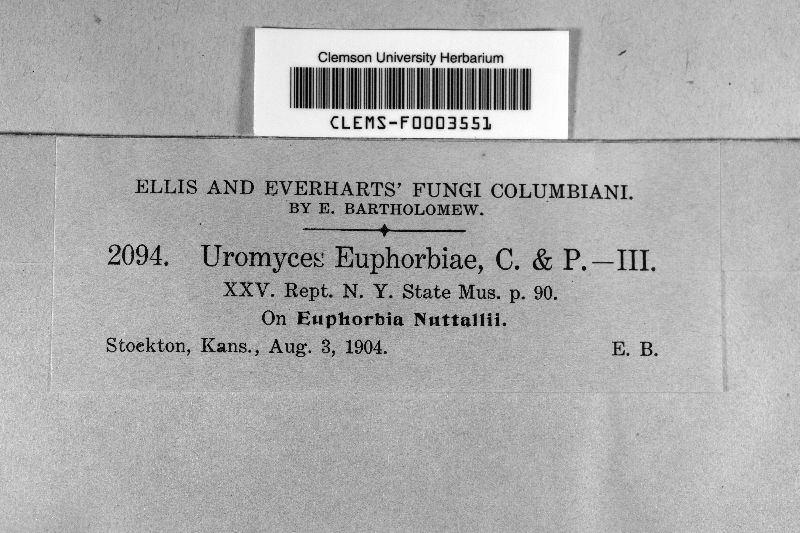 Clemson University Herbarium
CLEMS-F0003551
ELLIS AND EVERHARTS' FUNGI COLUMBIANI.
BY E. BARTHOLOMEW.
2094. Uromyces Euphorbiae, C. & P.—III.
XXV. Rept. N. Y. State Mus. p. 90.
On Euphorbia Nuttallii.
Stockton, Kans., Aug. 3, 1904. E. B.